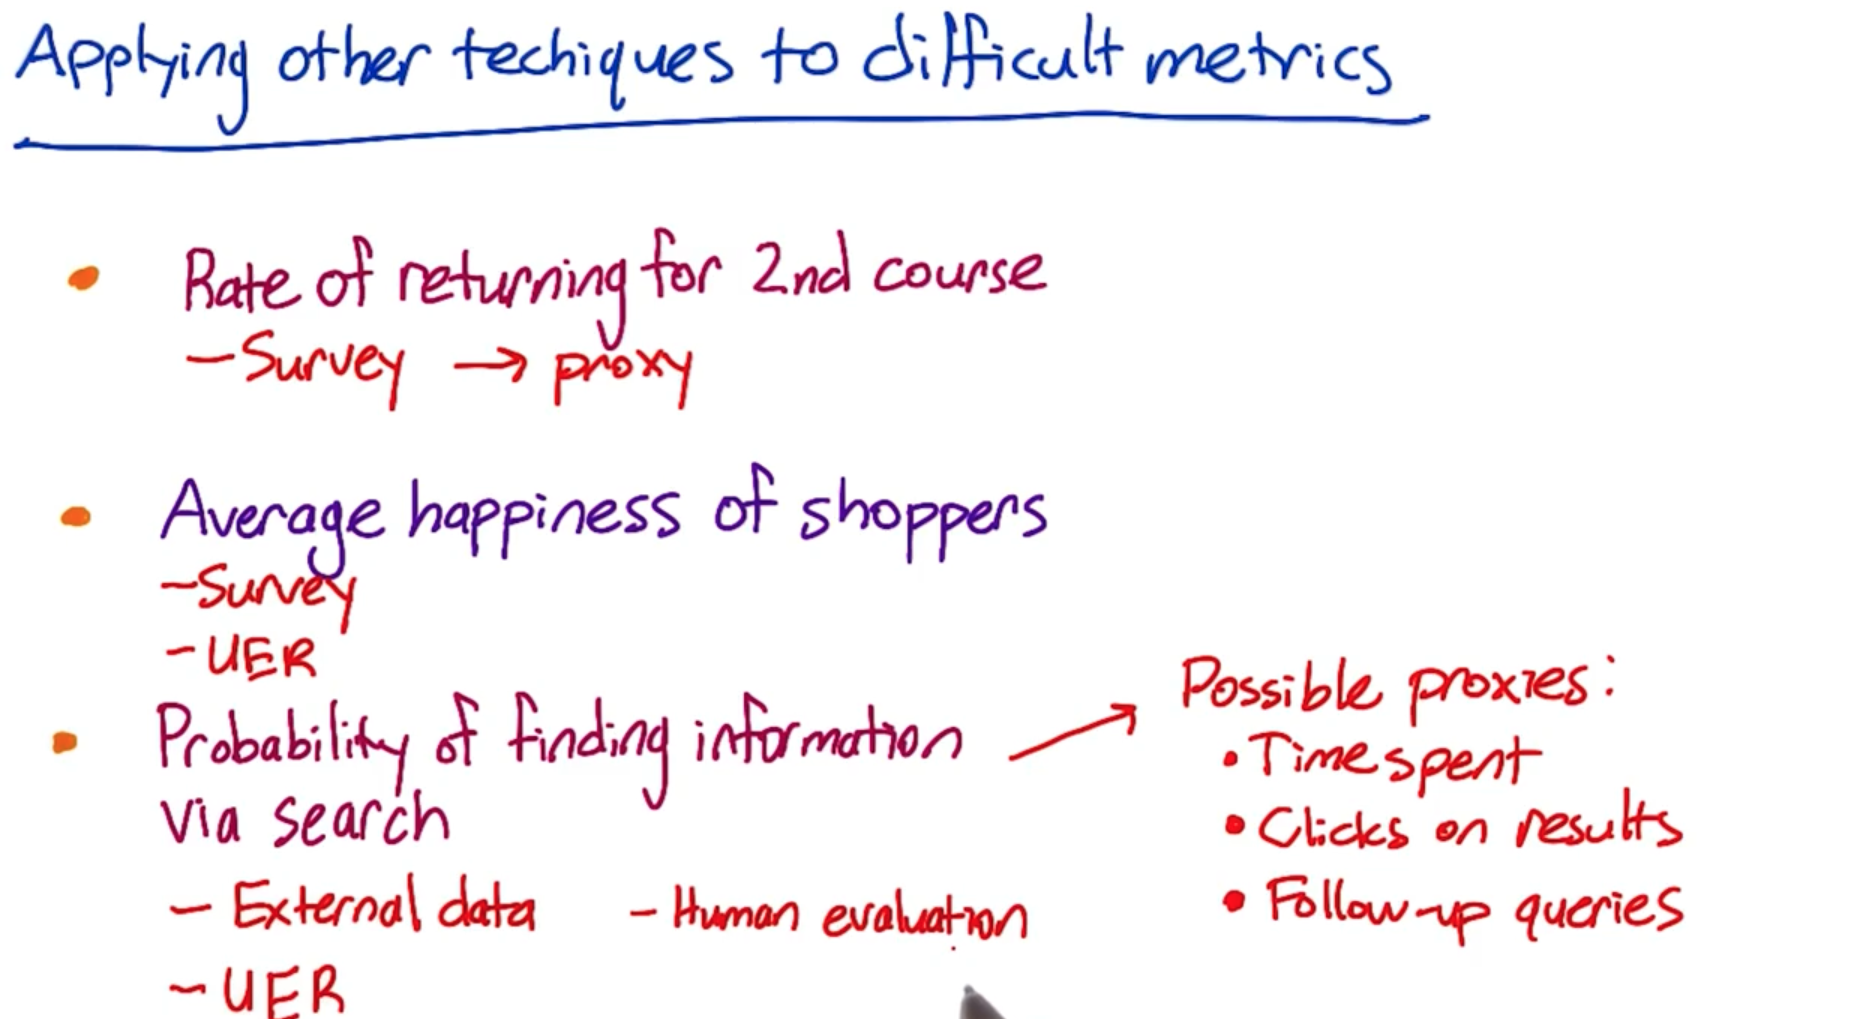 Applying other techiques to difficult metrics
• Rate of returning for 2nd course
- Survey → proxy
• Average happiness of shoppers
- Survey
- UER
• Probability of finding information
via search
- External data - Human evaluation
- UER
Possible proxies:
• Time spent
• Clicks on results
• Follow-up queries